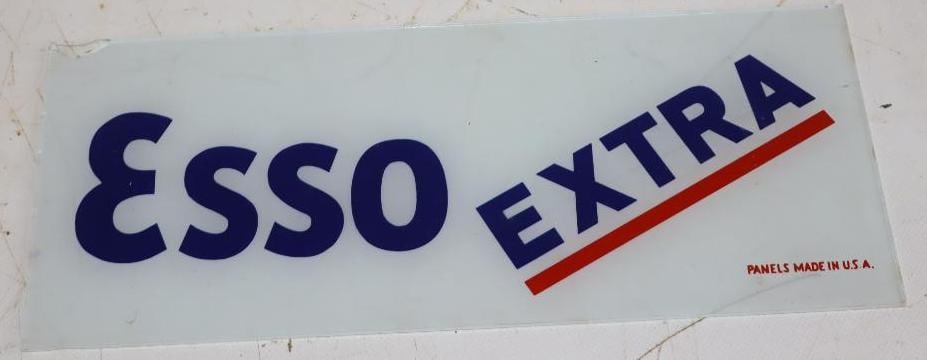 Esso
EXTRA
PANELS MADE IN U.S.A.